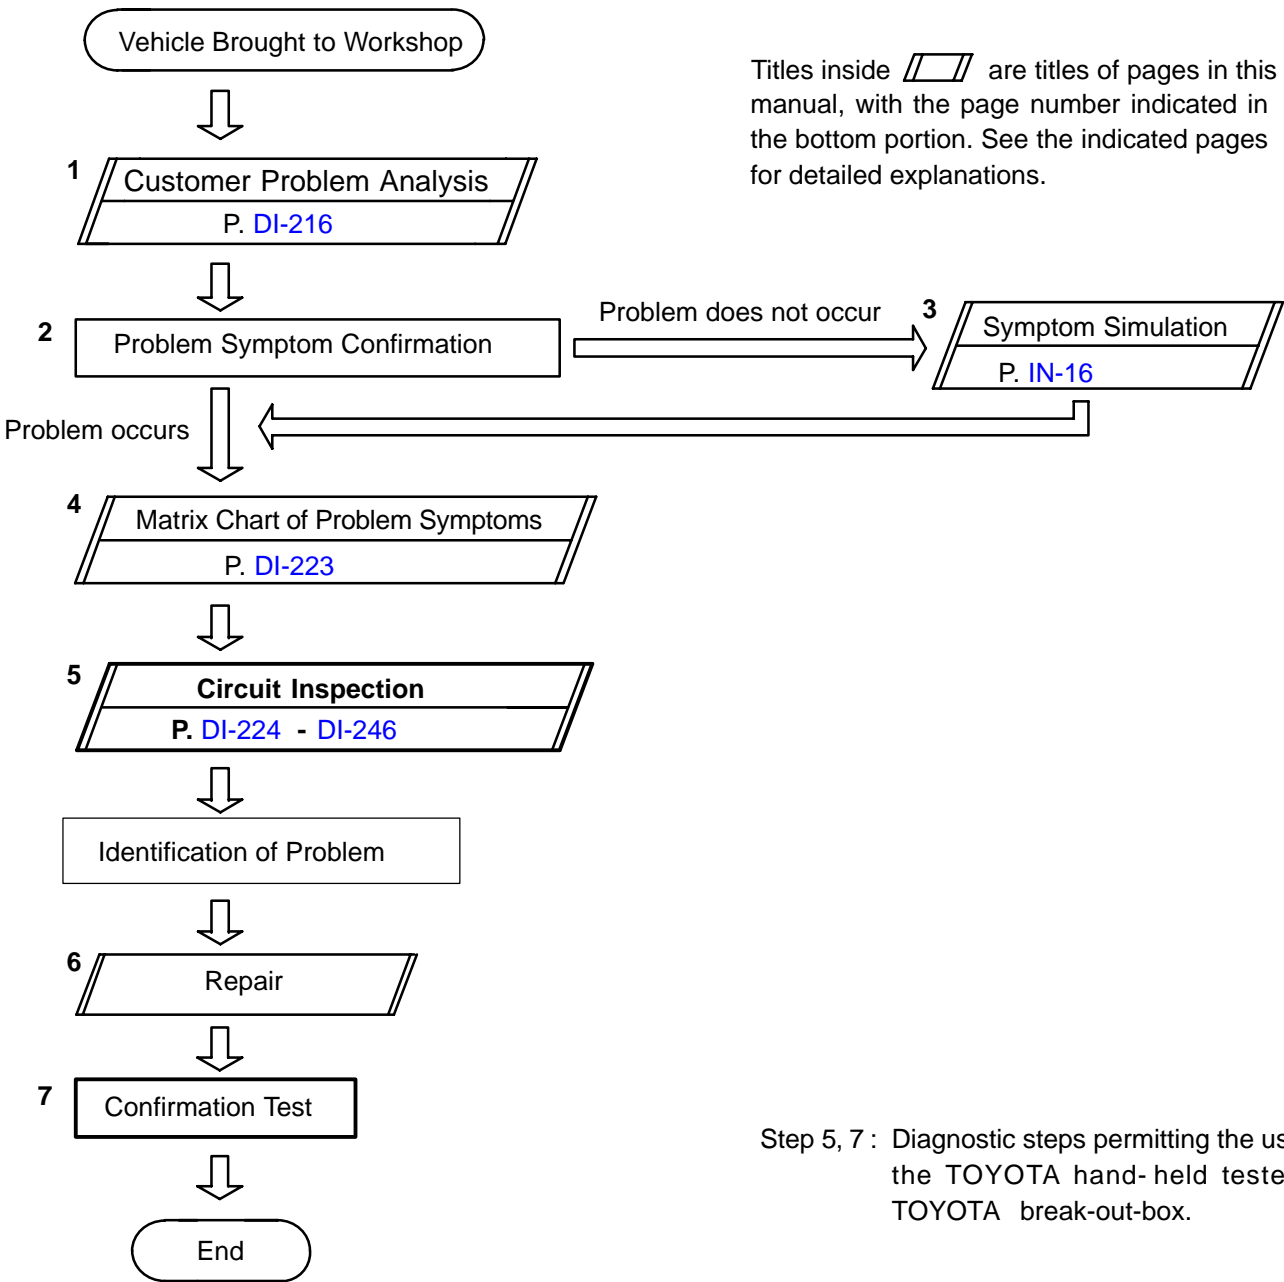 Vehicle Brought to Workshop
Titles inside are titles of pages in this
manual, with the page number indicated in
the bottom portion. See the indicated pages
for detailed explanations.
1
Customer Problem Analysis
P. DI-216
2
Problem Symptom Confirmation
Problem does not occur
3
Symptom Simulation
P. IN-16
Problem occurs
4
Matrix Chart of Problem Symptoms
P. DI-223
5
Circuit Inspection
P. DI-224 - DI-246
Identification of Problem
6
Repair
7
Confirmation Test
Step 5, 7 : Diagnostic steps permitting the
the TOYOTA hand- held
TOYOTA break-out-box.
End